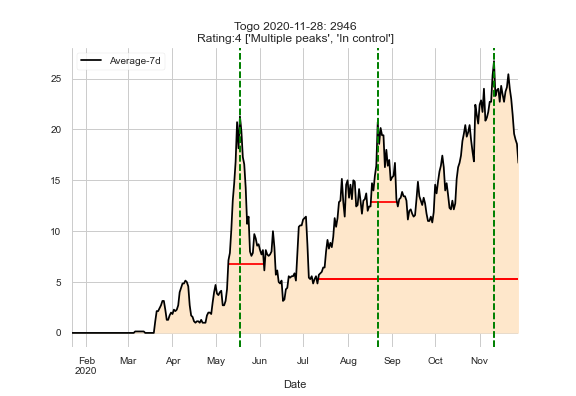 Togo 2020-11-28: 2946
Rating:4 ['Multiple peaks', 'In control']
Average-7d
25
20
15
10
5
0
Feb Mar Apr May Jun Jul Aug Sep Oct Nov
2020
Date